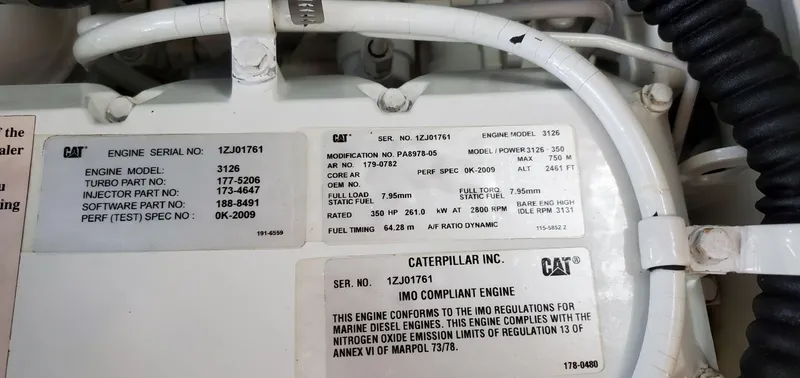 f the
aler
u
ing
CAT ENGINE SERIAL NO: 1ZJ01761
ENGINE MODEL: 3126
TURBO PART NO: 177-5206
INJECTOR PART NO: 173-4647
SOFTWARE PART NO: 188-8491
PERF (TEST) SPEC NO : 0K-2009
191-6559
CAT SER. NO. 1ZJ01761 ENGINE MODEL 3126
MODIFICATION NO. PA8978-05 MODEL/POWER 3126-350
AR NO. 179-0782 MAX 750 M
CORE AR PERF SPEC 0K-2009 ALT 2461 FT
OEM NO.
FULL LOAD STATIC FUEL 7.95mm FULL TORQ. STATIC FUEL 7.95mm
RATED 350 HP 261.0 kW AT 2800 RPM BARE ENG HIGH IDLE RPM 3131
FUEL TIMING 64.28 m A/F RATIO DYNAMIC 115-5852 2
CATERPILLAR INC. CAT
SER. NO. 1ZJ01761
IMO COMPLIANT ENGINE
THIS ENGINE CONFORMS TO THE IMO REGULATIONS FOR
MARINE DIESEL ENGINES. THIS ENGINE COMPLIES WITH THE
NITROGEN OXIDE EMISSION LIMITS OF REGULATION 13 OF
ANNEX VI OF MARPOL 73/78.
178-0480